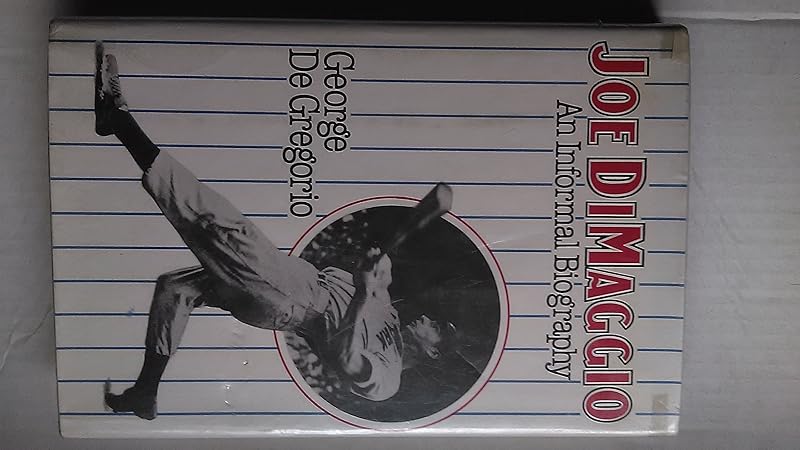 JOE DIMAGGIO
An Informal Biography
George
De Gregorio